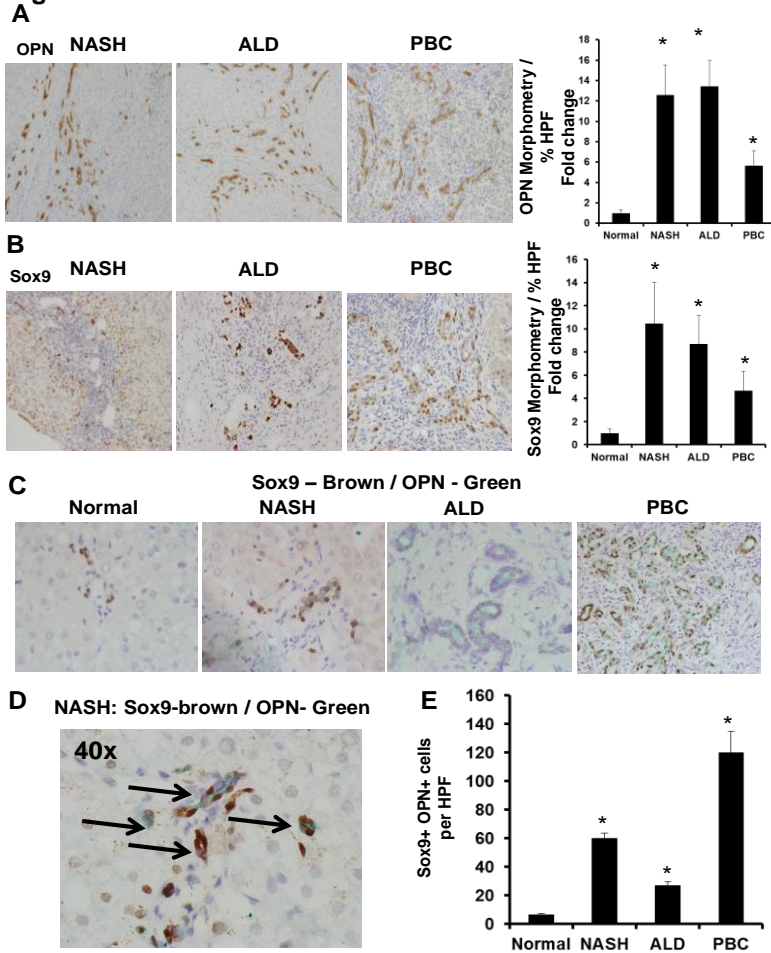 A
OPN NASH ALD PBC
OPN Morphometry /
% HPF
Fold change
18
16
14
12
10
8
6
4
2
0
* * *
Normal NASH ALD PBC
B
Sox9 NASH ALD PBC
Sox9 Morphometry / % HPF
Fold change
16
14
12
10
8
6
4
2
0
* * *
Normal NASH ALD PBC
C
Sox9 – Brown / OPN - Green
Normal NASH ALD PBC
D
NASH: Sox9-brown / OPN- Green
40x
E
Sox9+ OPN+ cells
per HPF
160
140
120
100
80
60
40
20
0
* * *
Normal NASH ALD PBC